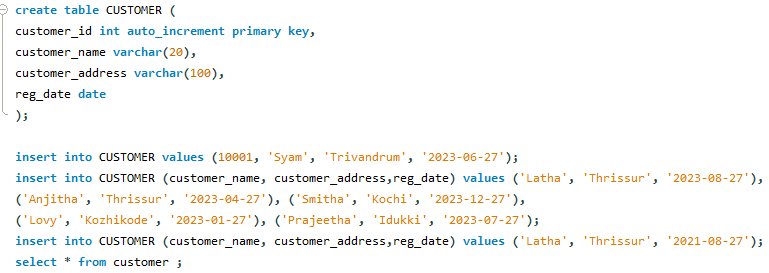 create table CUSTOMER (
customer_id int auto_increment primary key,
customer_name varchar(20),
customer_address varchar(100),
reg_date date
);
insert into CUSTOMER values (10001, 'Syam', 'Trivandrum', '2023-06-27');
insert into CUSTOMER (customer_name, customer_address,reg_date) values ('Latha', 'Thrissur', '2023-08-27'),
('Anjitha', 'Thrissur', '2023-04-27'), ('Smitha', 'Kochi', '2023-12-27'),
('Lovy', 'Kozhikode', '2023-01-27'), ('Prajeetha', 'Idukki', '2023-07-27');
insert into CUSTOMER (customer_name, customer_address,reg_date) values ('Latha', 'Thrissur', '2021-08-27');
select * from customer ;